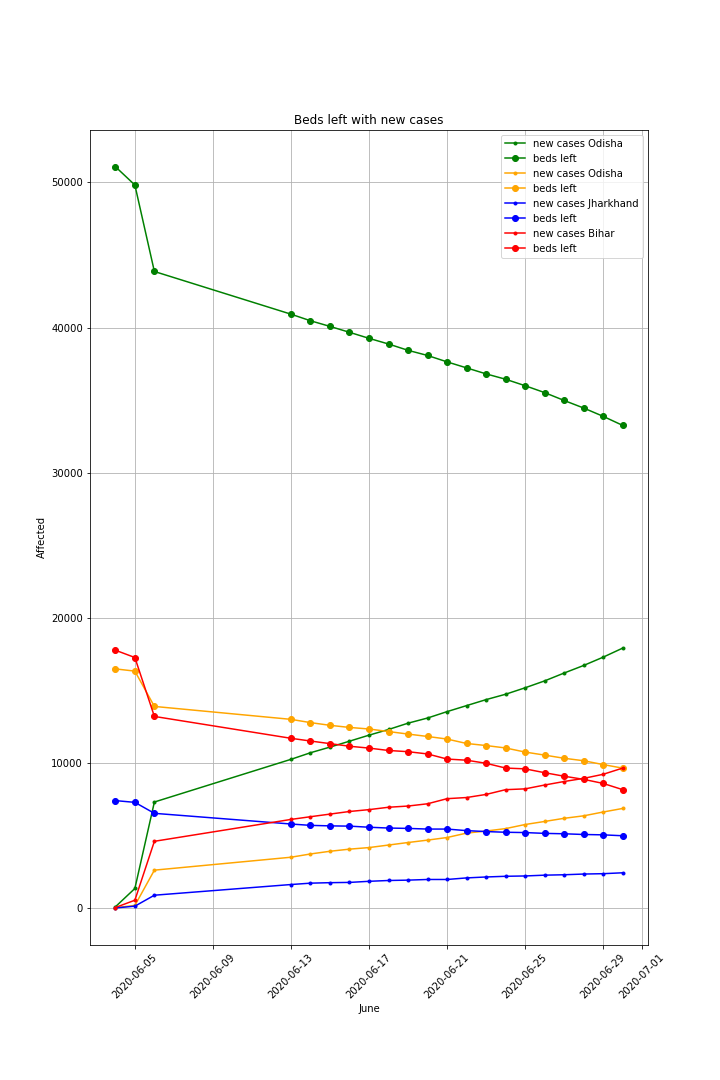 Beds left with new cases
new cases Odisha
beds left
new cases Odisha
beds left
new cases Jharkhand
beds left
new cases Bihar
beds left
50000
40000
30000
20000
10000
0
Affected
2020-06-05
2020-06-09
2020-06-13
2020-06-17
2020-06-21
2020-06-25
2020-06-29
2020-07-01
June